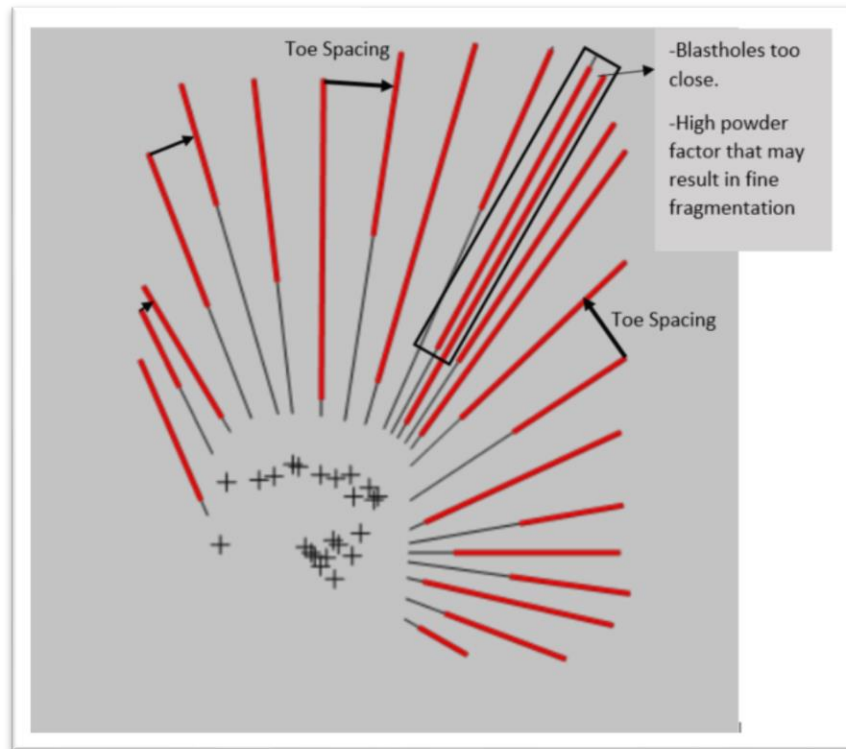 Toe Spacing
-Blastholes too
close.
-High powder
factor that may
result in fine
fragmentation
Toe Spacing